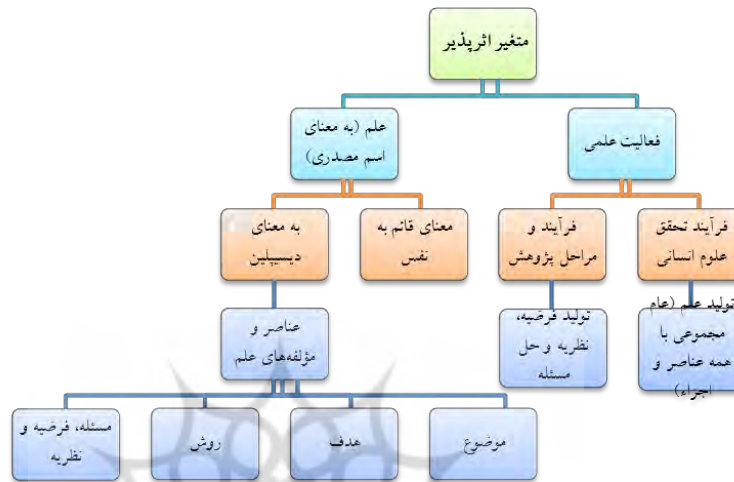 متغیر اثرپذیر
فعالیت علمی
علم (به معنای
اسم مصدری)
فرآیند تحقق
علوم انسانی
فرآیند و
مراحل پژوهش
معنای قائم به
نفس
به معنای
دیسیپلین
تولید علم (عام
مجموعی با
همه عناصر و
اجزاء)
تولید فرضیه،
نظریه و حل
مسئله
عناصر و
مؤلفه‌های علم
موضوع
هدف
روش
مسئله، فرضیه و
نظریه